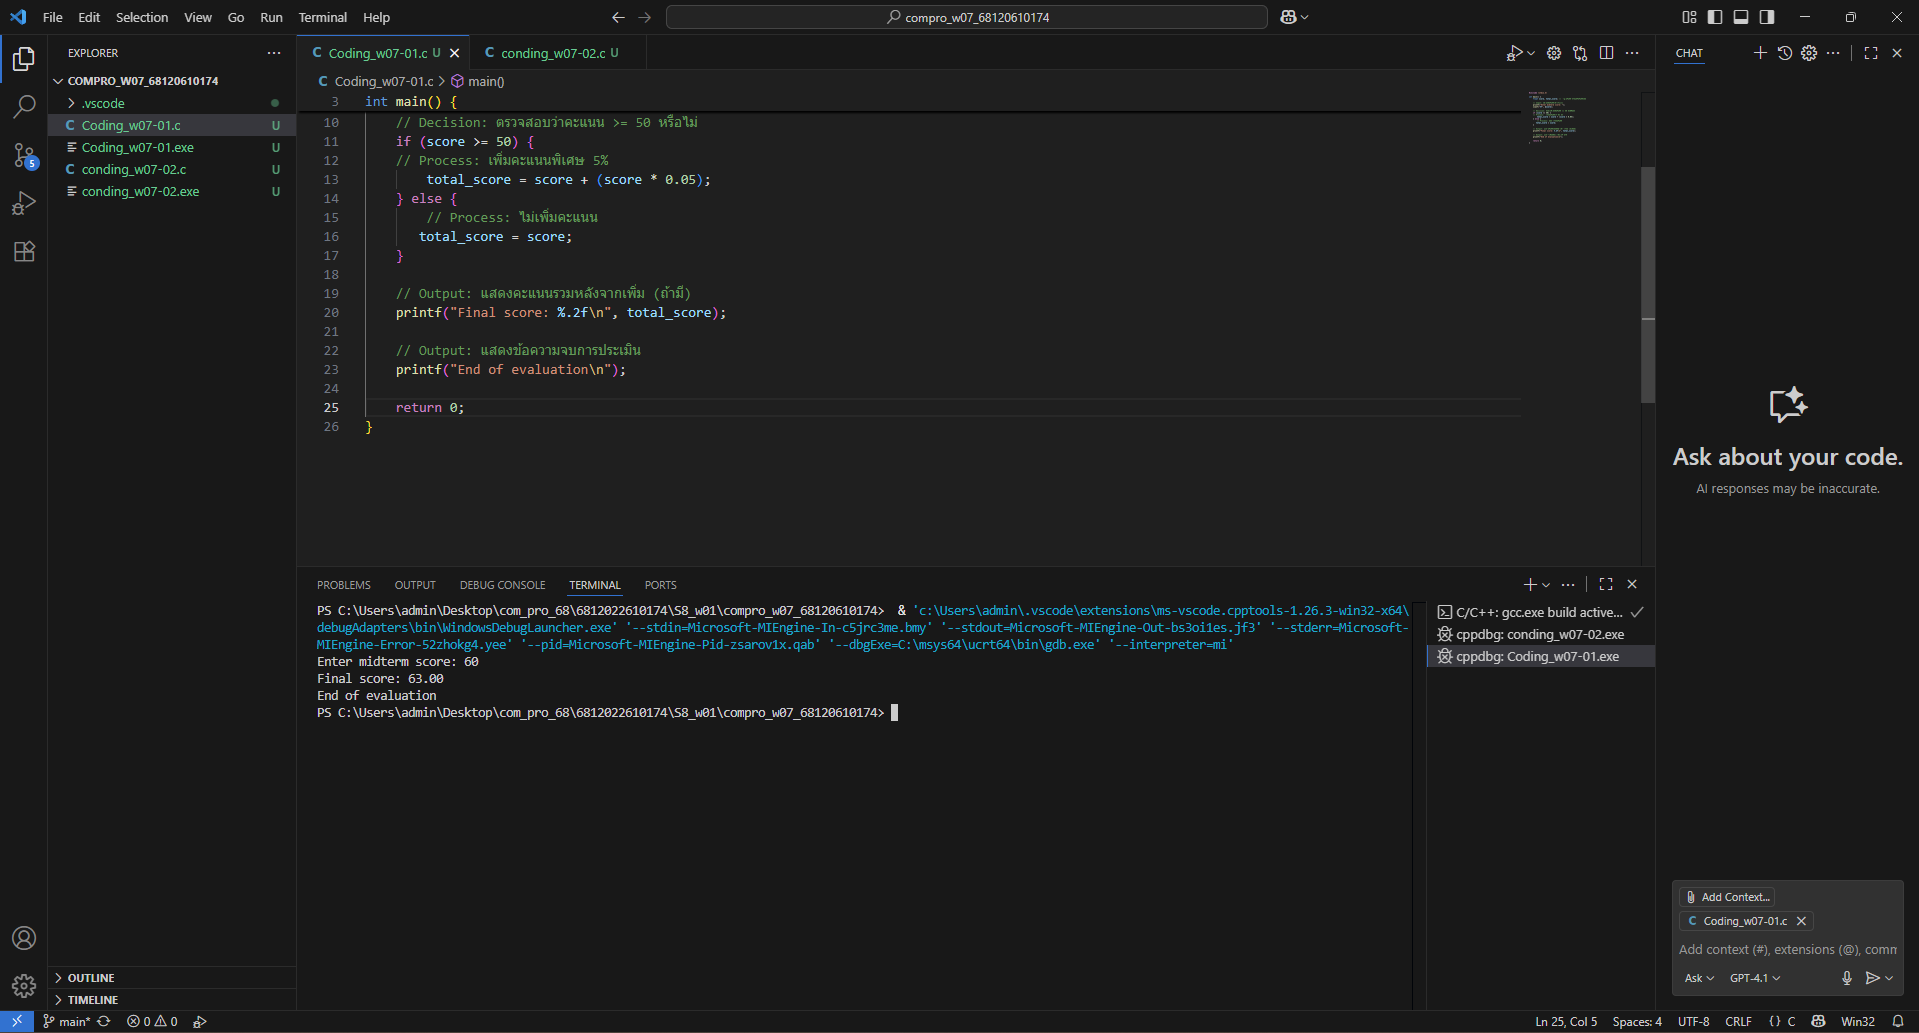 File Edit Selection View Go Run Terminal Help
compro_w07_68120610174
EXPLORER
COMPRO_W07_68120610174
.vscode
Coding_w07-01.c U
Coding_w07-01.exe U
conding_w07-02.c U
conding_w07-02.exe U
5
OUTLINE
TIMELINE
Coding_w07-01.c U
conding_w07-02.c U
Coding_w07-01.c > main()
3 int main() {
10 // Decision: ตรวจสอบว่าคะแนน >= 50 หรือไม่
11 if (score >= 50) {
12 // Process: เพิ่มคะแนนพิเศษ 5%
13 total_score = score + (score * 0.05);
14 } else {
15 // Process: ไม่เพิ่มคะแนน
16 total_score = score;
17 }
18
19 // Output: แสดงคะแนนรวมหลังจากเพิ่ม (ถ้ามี)
20 printf("Final score: %.2f\n", total_score);
21
22 // Output: แสดงข้อความจบการประเมิน
23 printf("End of evaluation\n");
24
25 return 0;
26 }
PROBLEMS OUTPUT DEBUG CONSOLE TERMINAL PORTS
PS C:\Users\admin\Desktop\com_pro_68\6812022610174\S8_w01\compro_w07_68120610174> & 'c:\Users\admin\.vscode\extensions\ms-vscode.cpptools-1.26.3-win32-x64\
debugAdapters\bin\WindowsDebugLauncher.exe' '--stdin=Microsoft-MIEngine-In-c5jrc3me.bmy' '--stdout=Microsoft-MIEngine-Out-bs3oi1es.jf3' '--stderr=Microsoft-
MIEngine-Error-52zhokg4.yee' '--pid=Microsoft-MIEngine-Pid-zsarov1x.qab' '--dbgExe=C:\msys64\ucrt64\bin\gdb.exe' '--interpreter=mi'
Enter midterm score: 60
Final score: 63.00
End of evaluation
PS C:\Users\admin\Desktop\com_pro_68\6812022610174\S8_w01\compro_w07_68120610174>
C/C++: gcc.exe build active...
cppdbg: conding_w07-02.exe
cppdbg: Coding_w07-01.exe
CHAT
Ask about your code.
AI responses may be inaccurate.
Add Context...
Coding_w07-01.c
Add context (#), extensions (@), comm
Ask GPT-4.1
main* 0 0
Ln 25, Col 5 Spaces: 4 UTF-8 CRLF {} C Win32